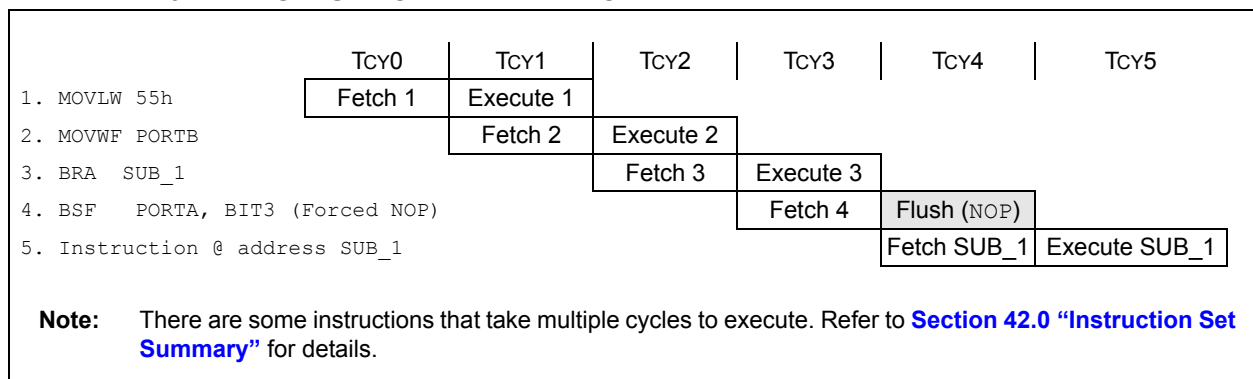 TCY0 TCY1 TCY2 TCY3 TCY4 TCY5
1. MOVLW 55h Fetch 1 Execute 1
2. MOVWF PORTB Fetch 2 Execute 2
3. BRA SUB_1 Fetch 3 Execute 3
4. BSF PORTA, BIT3 (Forced NOP) Fetch 4 Flush (NOP)
5. Instruction @ address SUB_1 Fetch SUB_1 Execute SUB_1
Note: There are some instructions that take multiple cycles to execute. Refer to Section 42.0 “Instruction Set
Summary” for details.